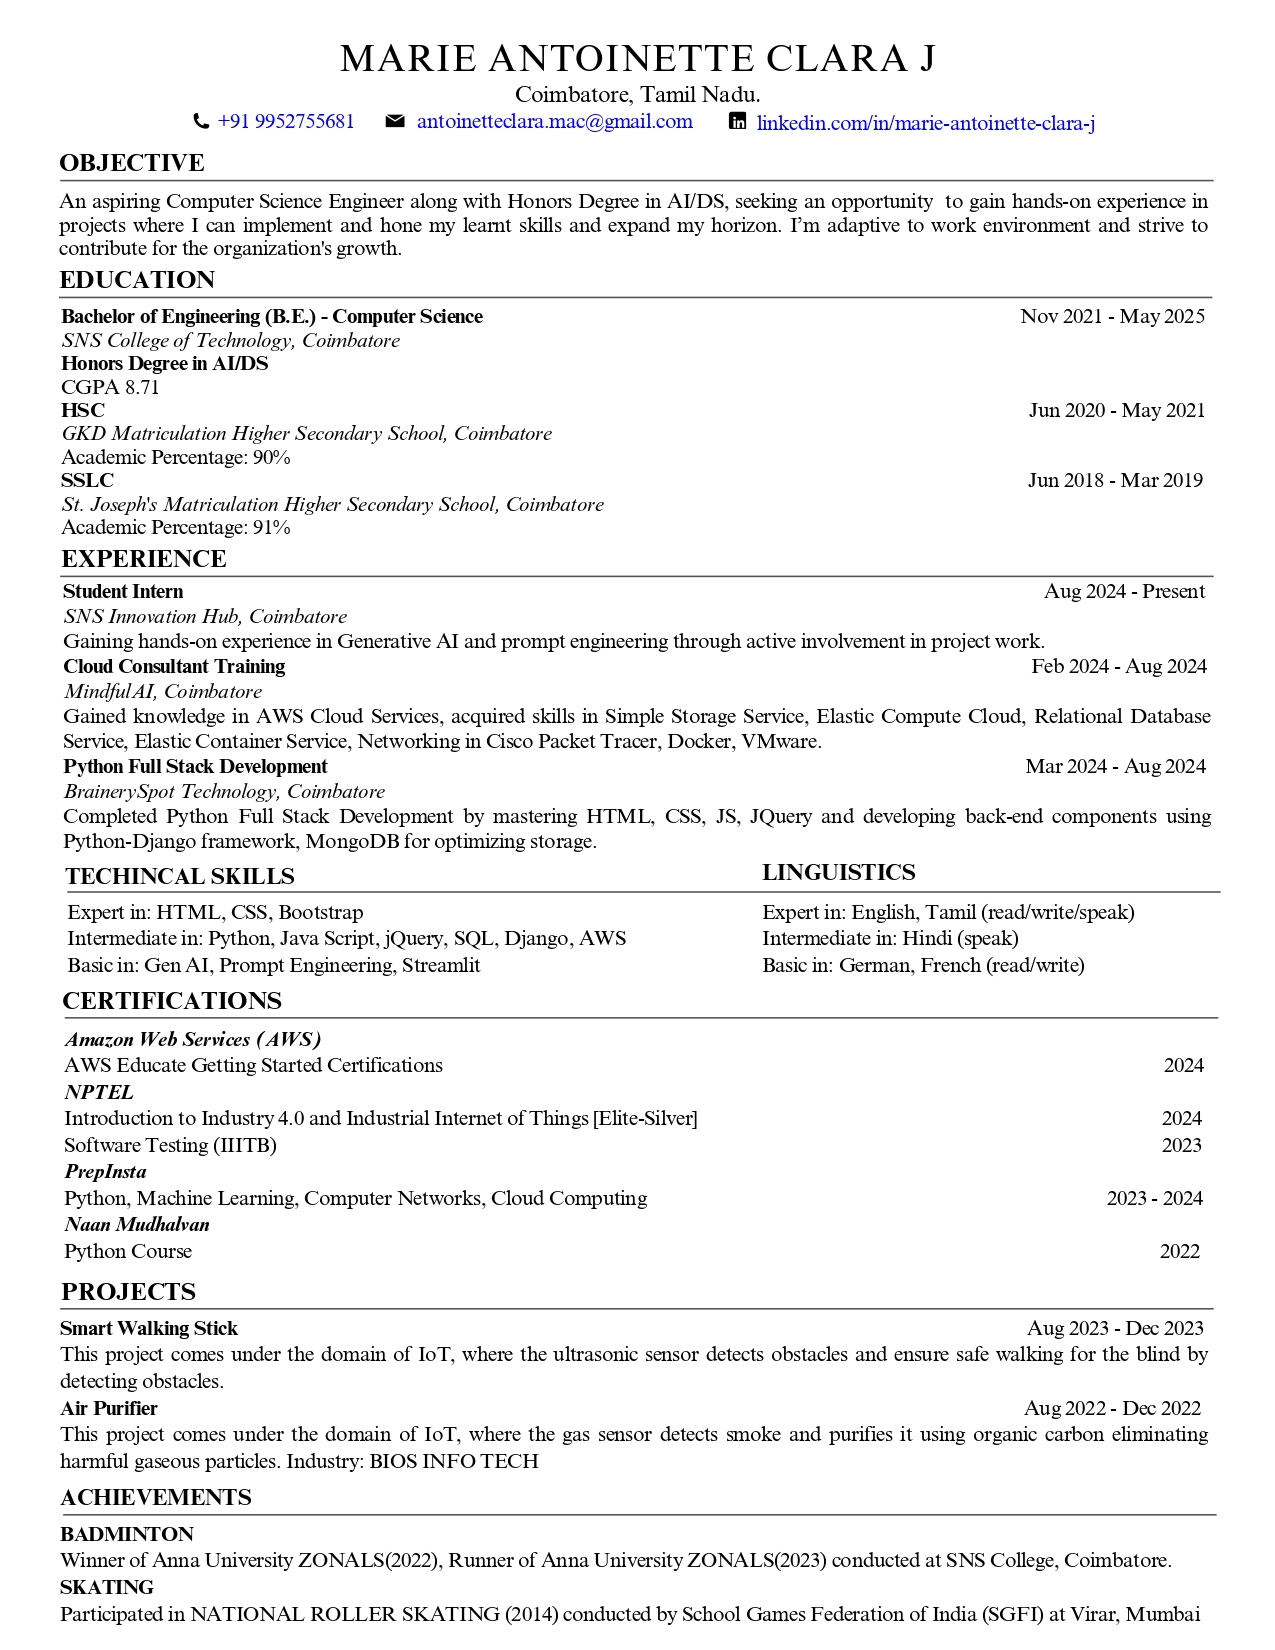 MARIE ANTOINETTE CLARA J
Coimbatore, Tamil Nadu.
+91 9952755681 antoinetteclara.mac@gmail.com linkedin.com/in/marie-antoinette-clara-j
OBJECTIVE
An aspiring Computer Science Engineer along with Honors Degree in AI/DS, seeking an opportunity to gain hands-on experience in
projects where I can implement and hone my learnt skills and expand my horizon. I’m adaptive to work environment and strive to
contribute for the organization's growth.
EDUCATION
Bachelor of Engineering (B.E.) - Computer Science Nov 2021 - May 2025
SNS College of Technology, Coimbatore
Honors Degree in AI/DS
CGPA 8.71
HSC Jun 2020 - May 2021
GKD Matriculation Higher Secondary School, Coimbatore
Academic Percentage: 90%
SSLC Jun 2018 - Mar 2019
St. Joseph's Matriculation Higher Secondary School, Coimbatore
Academic Percentage: 91%
EXPERIENCE
Student Intern Aug 2024 - Present
SNS Innovation Hub, Coimbatore
Gaining hands-on experience in Generative AI and prompt engineering through active involvement in project work.
Cloud Consultant Training Feb 2024 - Aug 2024
MindfulAI, Coimbatore
Gained knowledge in AWS Cloud Services, acquired skills in Simple Storage Service, Elastic Compute Cloud, Relational Database
Service, Elastic Container Service, Networking in Cisco Packet Tracer, Docker, VMware.
Python Full Stack Development Mar 2024 - Aug 2024
BrainerySpot Technology, Coimbatore
Completed Python Full Stack Development by mastering HTML, CSS, JS, JQuery and developing back-end components using
Python-Django framework, MongoDB for optimizing storage.
TECHINCAL SKILLS
Expert in: HTML, CSS, Bootstrap
Intermediate in: Python, Java Script, jQuery, SQL, Django, AWS
Basic in: Gen AI, Prompt Engineering, Streamlit
LINGUISTICS
Expert in: English, Tamil (read/write/speak)
Intermediate in: Hindi (speak)
Basic in: German, French (read/write)
CERTIFICATIONS
Amazon Web Services (AWS)
AWS Educate Getting Started Certifications 2024
NPTEL
Introduction to Industry 4.0 and Industrial Internet of Things [Elite-Silver] 2024
Software Testing (IIITB) 2023
PrepInsta
Python, Machine Learning, Computer Networks, Cloud Computing 2023 - 2024
Naan Mudhalvan
Python Course 2022
PROJECTS
Smart Walking Stick Aug 2023 - Dec 2023
This project comes under the domain of IoT, where the ultrasonic sensor detects obstacles and ensure safe walking for the blind by
detecting obstacles.
Air Purifier Aug 2022 - Dec 2022
This project comes under the domain of IoT, where the gas sensor detects smoke and purifies it using organic carbon eliminating
harmful gaseous particles. Industry: BIOS INFO TECH
ACHIEVEMENTS
BADMINTON
Winner of Anna University ZONALS(2022), Runner of Anna University ZONALS(2023) conducted at SNS College, Coimbatore.
SKATING
Participated in NATIONAL ROLLER SKATING (2014) conducted by School Games Federation of India (SGFI) at Virar, Mumbai